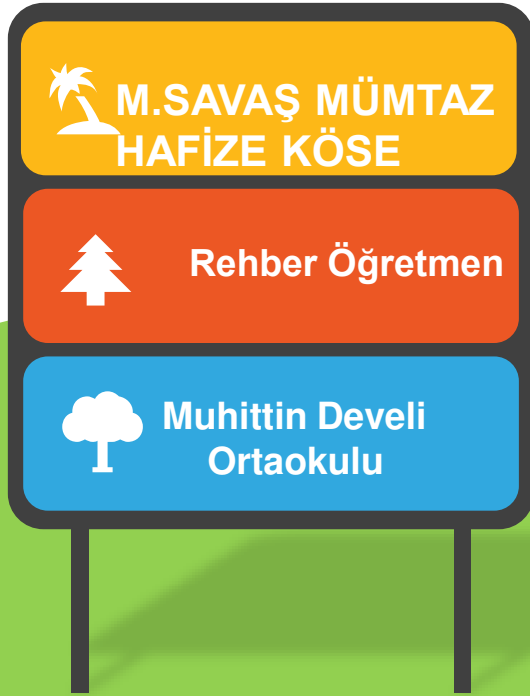 M.SAVAŞ MÜMTAZ
HAFİZE KÖSE
Rehber Öğretmen
Muhittin Develi
Ortaokulu